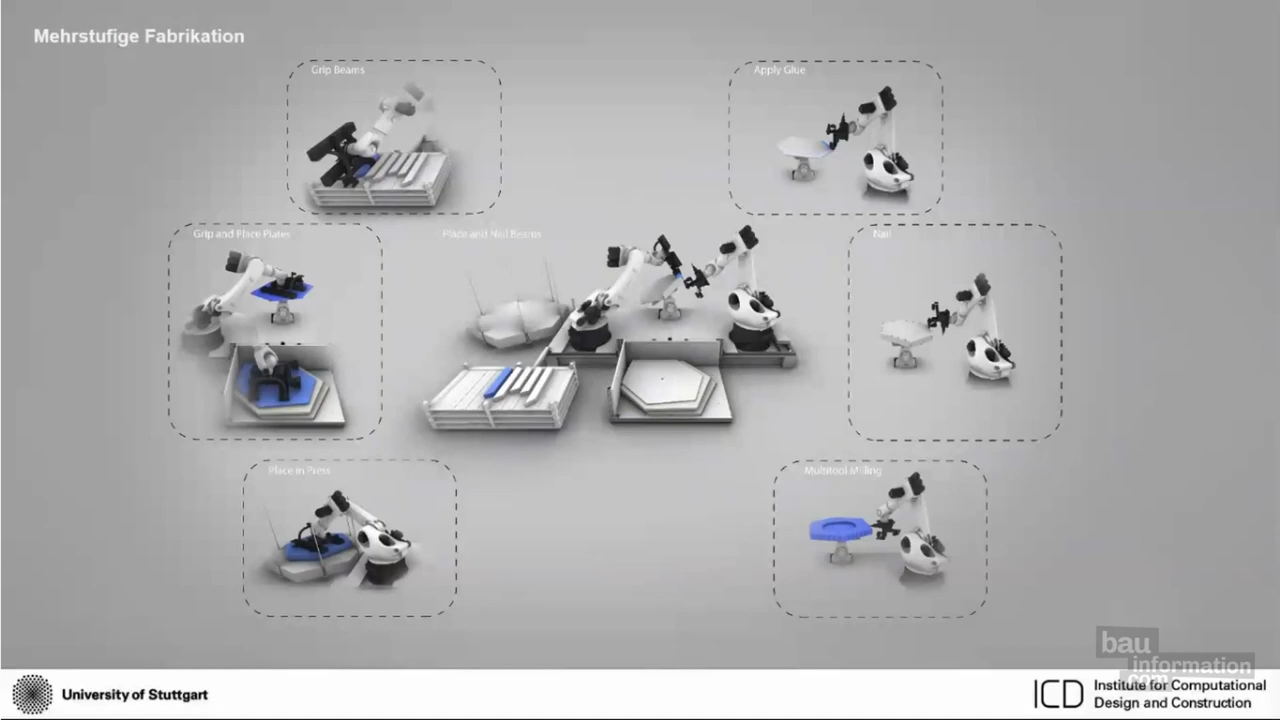 Mehrstufige Fabrikation
Grip Beams
Apply Glue
Grip and Place Plates
Place and Nail Beams
Nail
Place in Press
Multitool Milling
bau
information
com
University of Stuttgart
ICD
Institute for Computational
Design and Construction